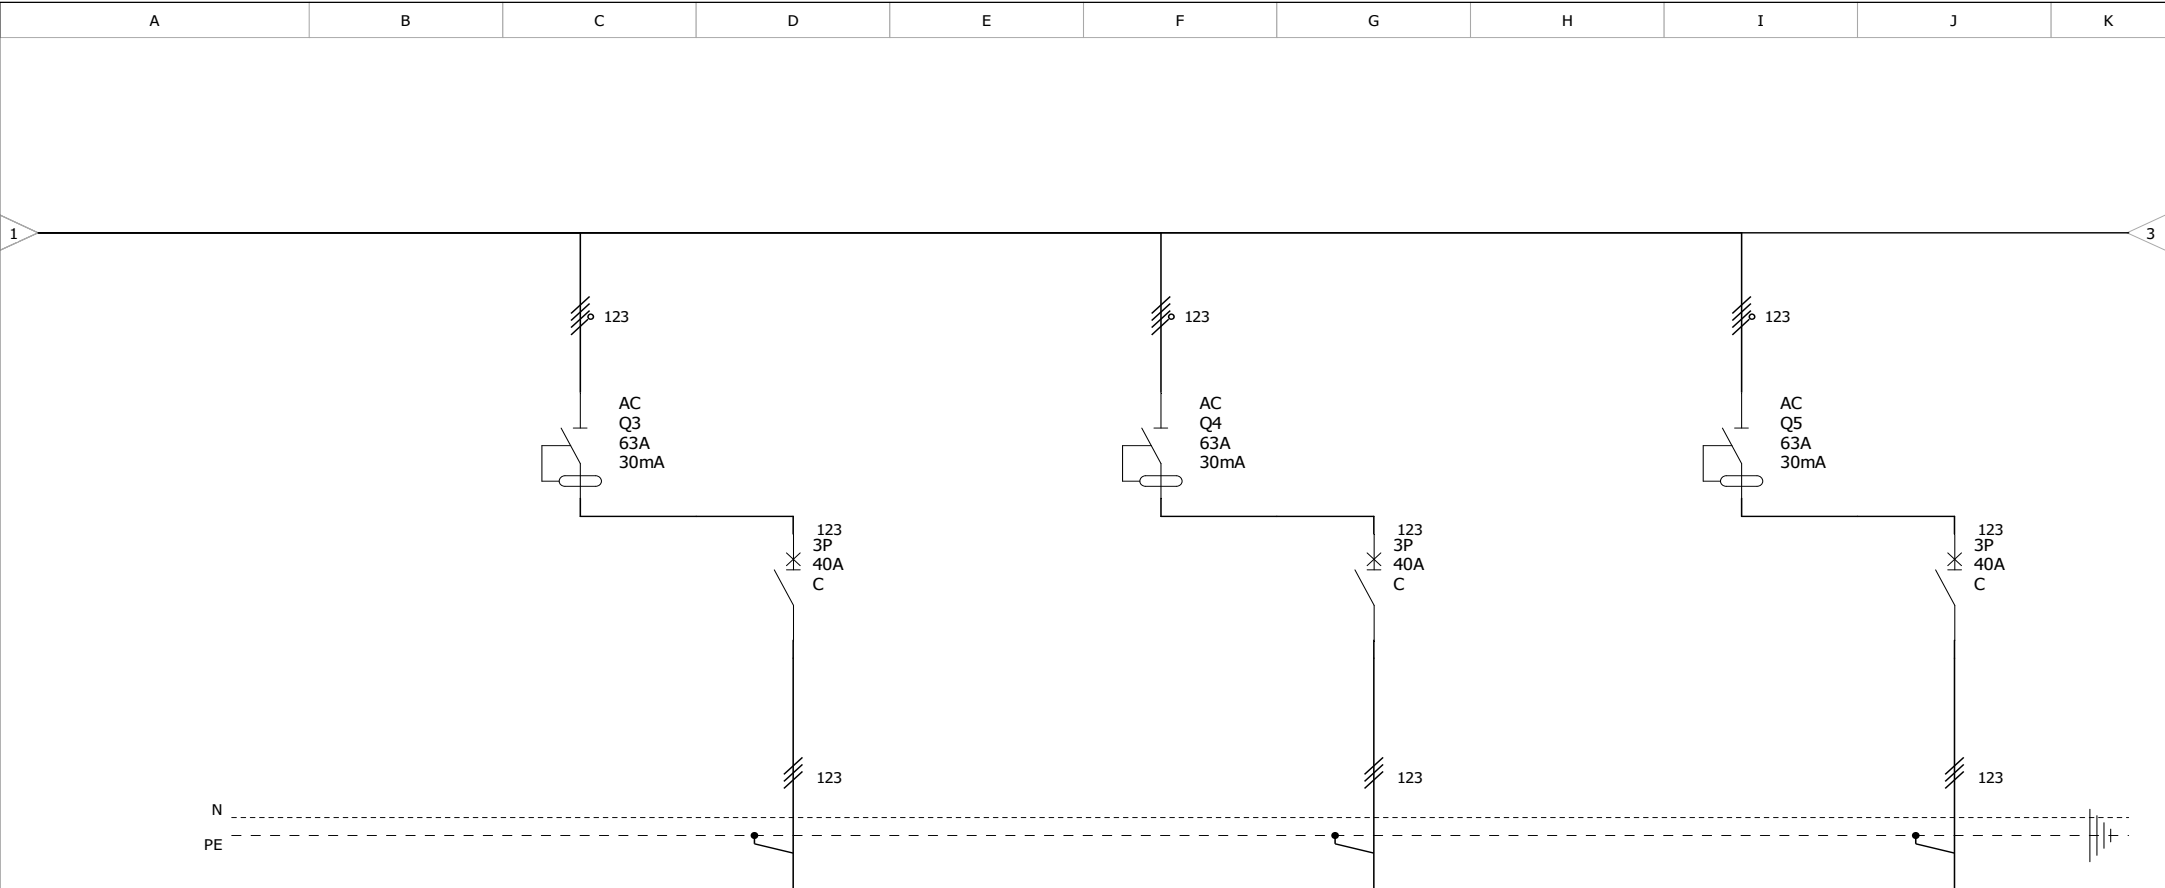 A B C D E F G H I J K
1 3
123 123 123
AC AC AC
Q3 Q4 Q5
63A 63A 63A
30mA 30mA 30mA
123 123 123
3P 3P 3P
40A 40A 40A
C C C
123 123 123
N
PE